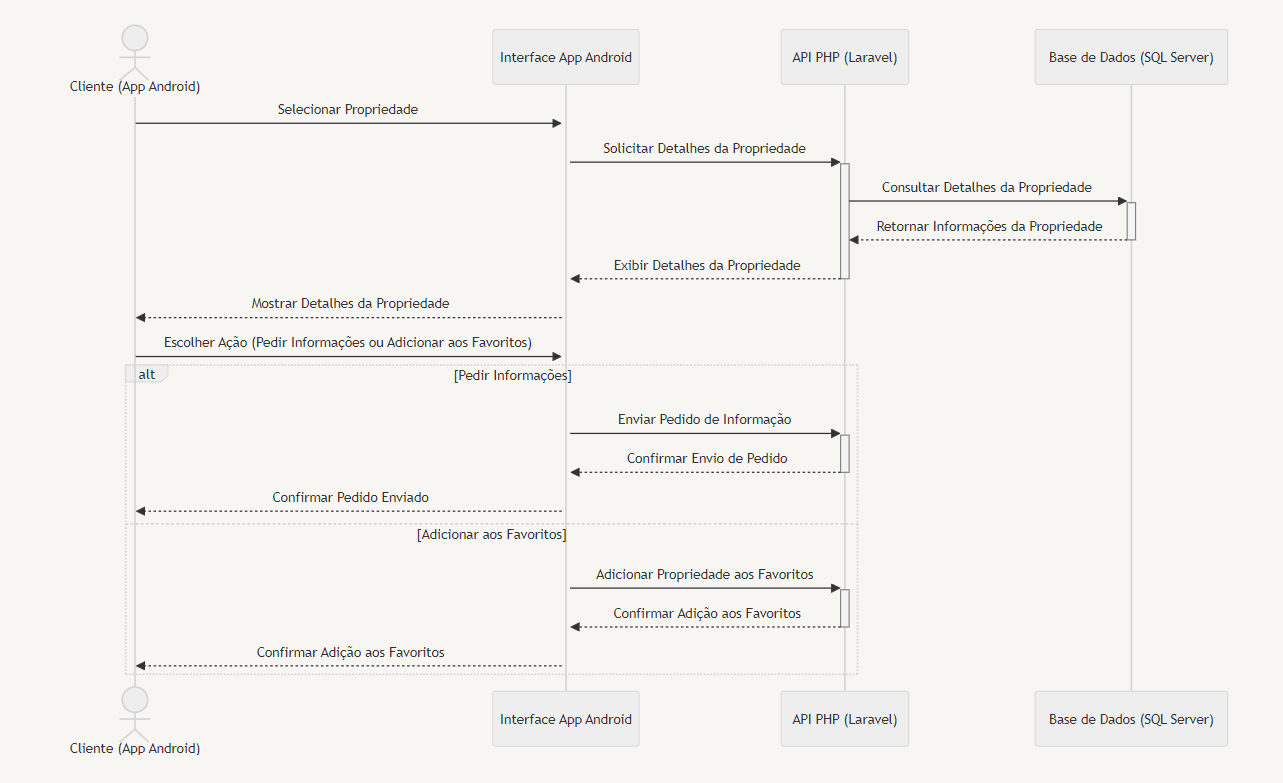 Cliente (App Android)
Interface App Android
API PHP (Laravel)
Base de Dados (SQL Server)
Selecionar Propriedade
Solicitar Detalhes da Propriedade
Consultar Detalhes da Propriedade
Retornar Informações da Propriedade
Exibir Detalhes da Propriedade
Mostrar Detalhes da Propriedade
Escolher Ação (Pedir Informações ou Adicionar aos Favoritos)
alt
[Pedir Informações]
Enviar Pedido de Informação
Confirmar Envio de Pedido
Confirmar Pedido Enviado
[Adicionar aos Favoritos]
Adicionar Propriedade aos Favoritos
Confirmar Adição aos Favoritos
Confirmar Adição aos Favoritos
Cliente (App Android)
Interface App Android
API PHP (Laravel)
Base de Dados (SQL Server)